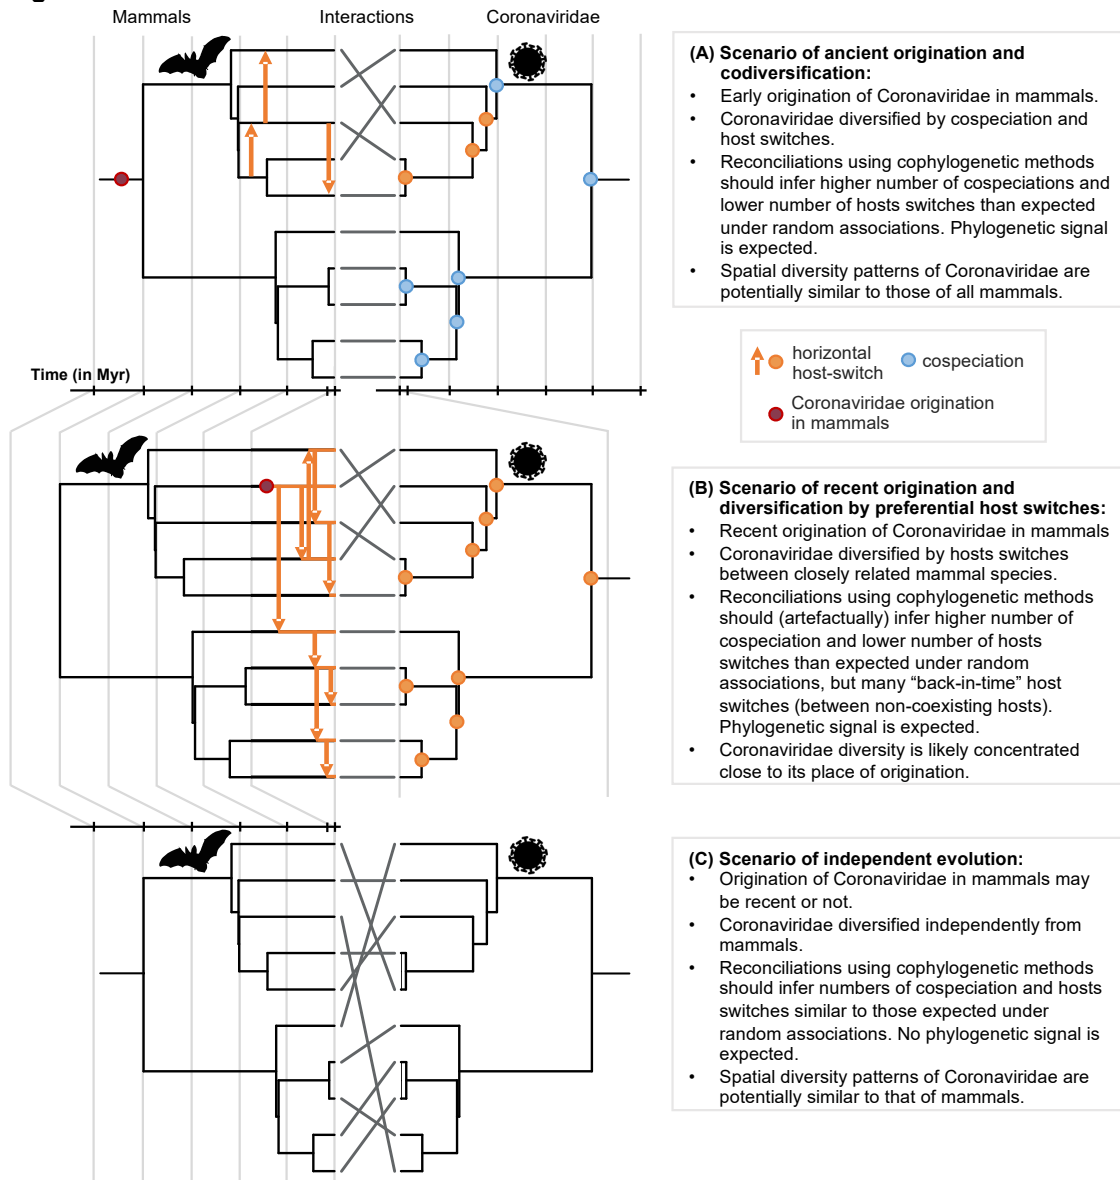 Mammals
Interactions
Coronaviridae
(A) Scenario of ancient origination and
codiversification:
• Early origination of Coronaviridae in mammals.
• Coronaviridae diversified by cospeciation and
host switches.
• Reconciliations using cophylogenetic methods
should infer higher number of cospeciations and
lower number of hosts switches than expected
under random associations. Phylogenetic signal
is expected.
• Spatial diversity patterns of Coronaviridae are
potentially similar to those of all mammals.
horizontal
host-switch
cospeciation
Coronaviridae origination
in mammals
Time (in Myr)
(B) Scenario of recent origination and
diversification by preferential host switches:
• Recent origination of Coronaviridae in mammals
• Coronaviridae diversified by hosts switches
between closely related mammal species.
• Reconciliations using cophylogenetic methods
should (artefactually) infer higher number of
cospeciation and lower number of hosts
switches than expected under random
associations, but many “back-in-time” host
switches (between non-coexisting hosts).
Phylogenetic signal is expected.
• Coronaviridae diversity is likely concentrated
close to its place of origination.
(C) Scenario of independent evolution:
• Origination of Coronaviridae in mammals may
be recent or not.
• Coronaviridae diversified independently from
mammals.
• Reconciliations using cophylogenetic methods
should infer numbers of cospeciation and hosts
switches similar to those expected under
random associations. No phylogenetic signal is
expected.
• Spatial diversity patterns of Coronaviridae are
potentially similar to that of mammals.